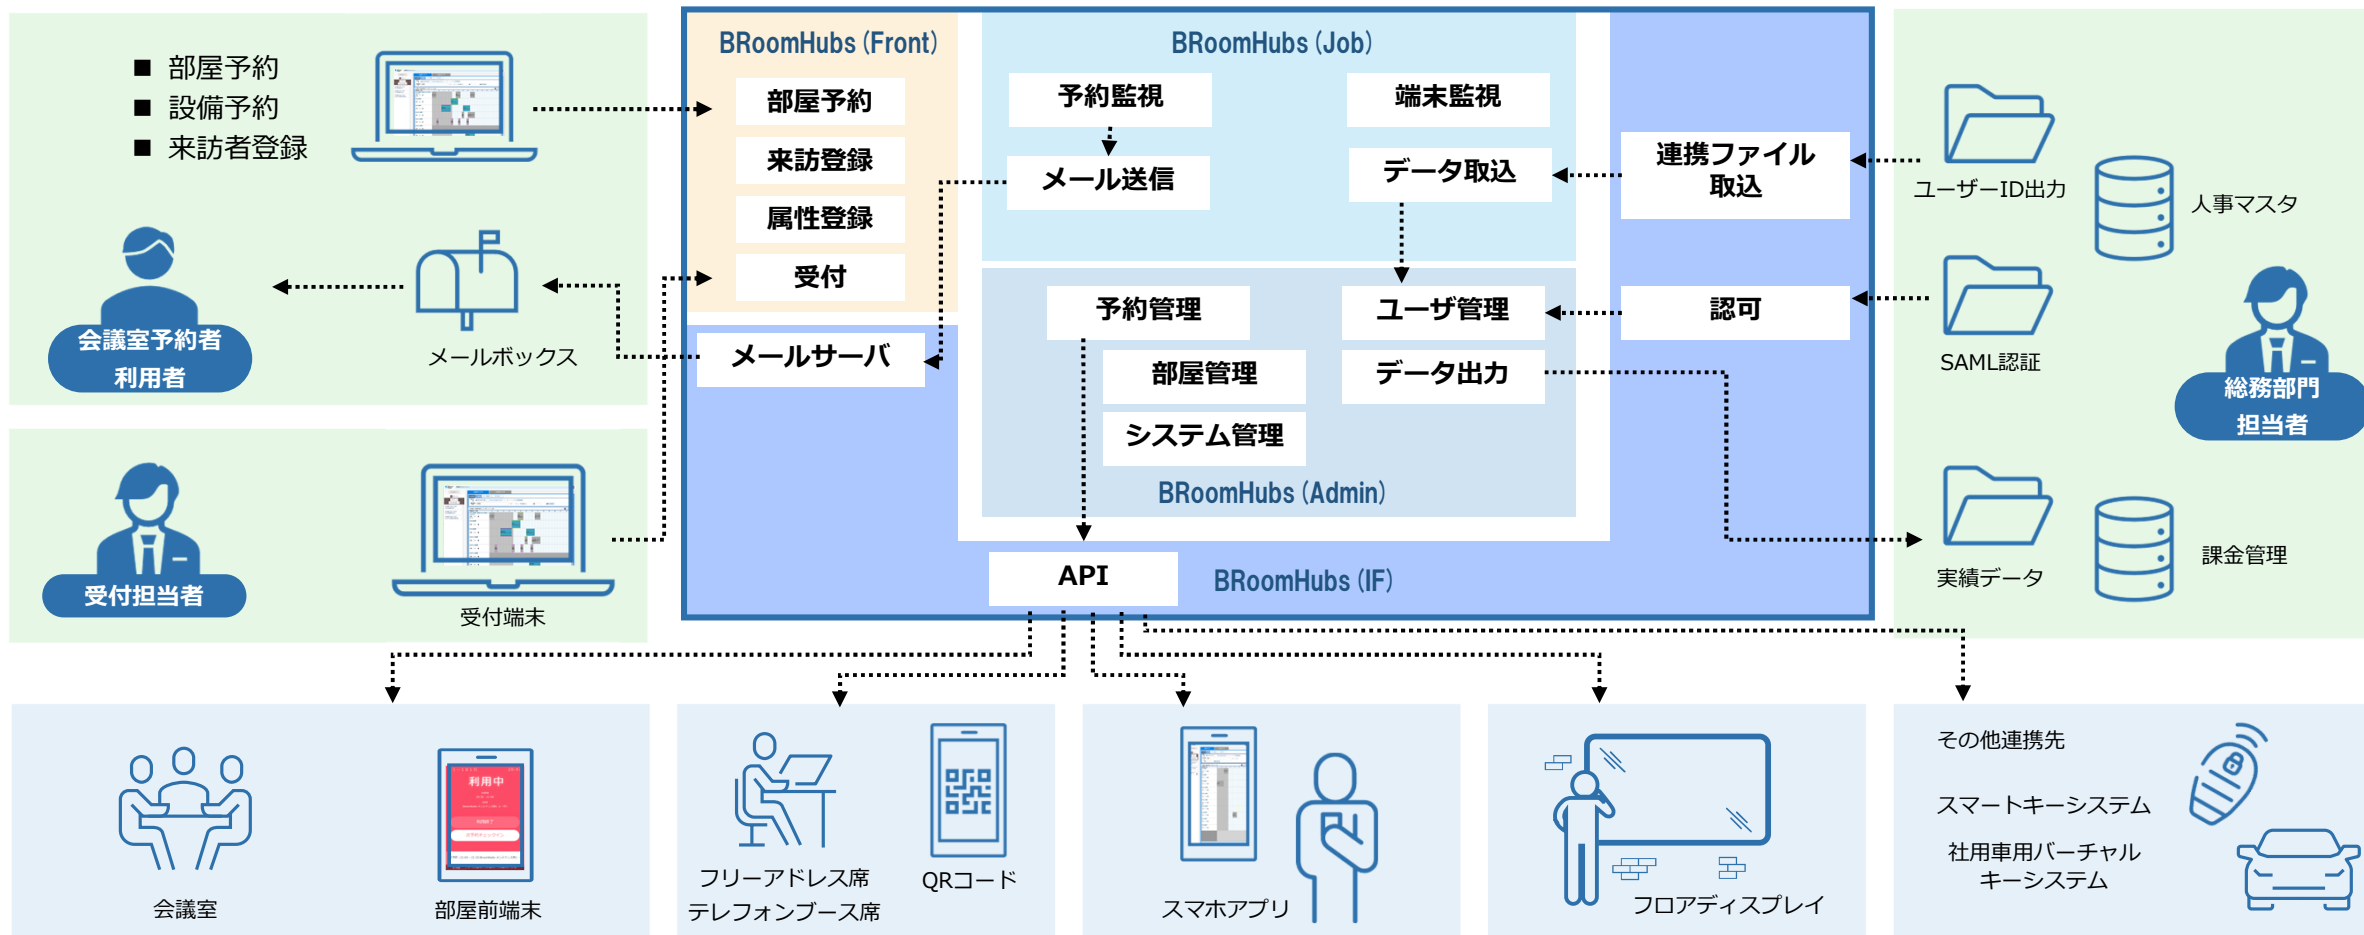 ■ 部屋予約
■ 設備予約
■ 来訪者登録
会議室予約者
利用者
メールボックス
受付担当者
受付端末
BRoomHubs (Front)
部屋予約
来訪登録
属性登録
受付
メールサーバ
BRoomHubs (Job)
予約監視
メール送信
端末監視
データ取込
予約管理
部屋管理
システム管理
ユーザ管理
データ出力
BRoomHubs (Admin)
連携ファイル
取込
認可
API
BRoomHubs (IF)
ユーザーID出力
人事マスタ
SAML認証
総務部門
担当者
実績データ
課金管理
会議室
利用中
部屋前端末
フリーアドレス席
テレフォンブース席
QRコード
スマホアプリ
フロアディスプレイ
その他連携先
スマートキーシステム
社用車用バーチャル
キーシステム